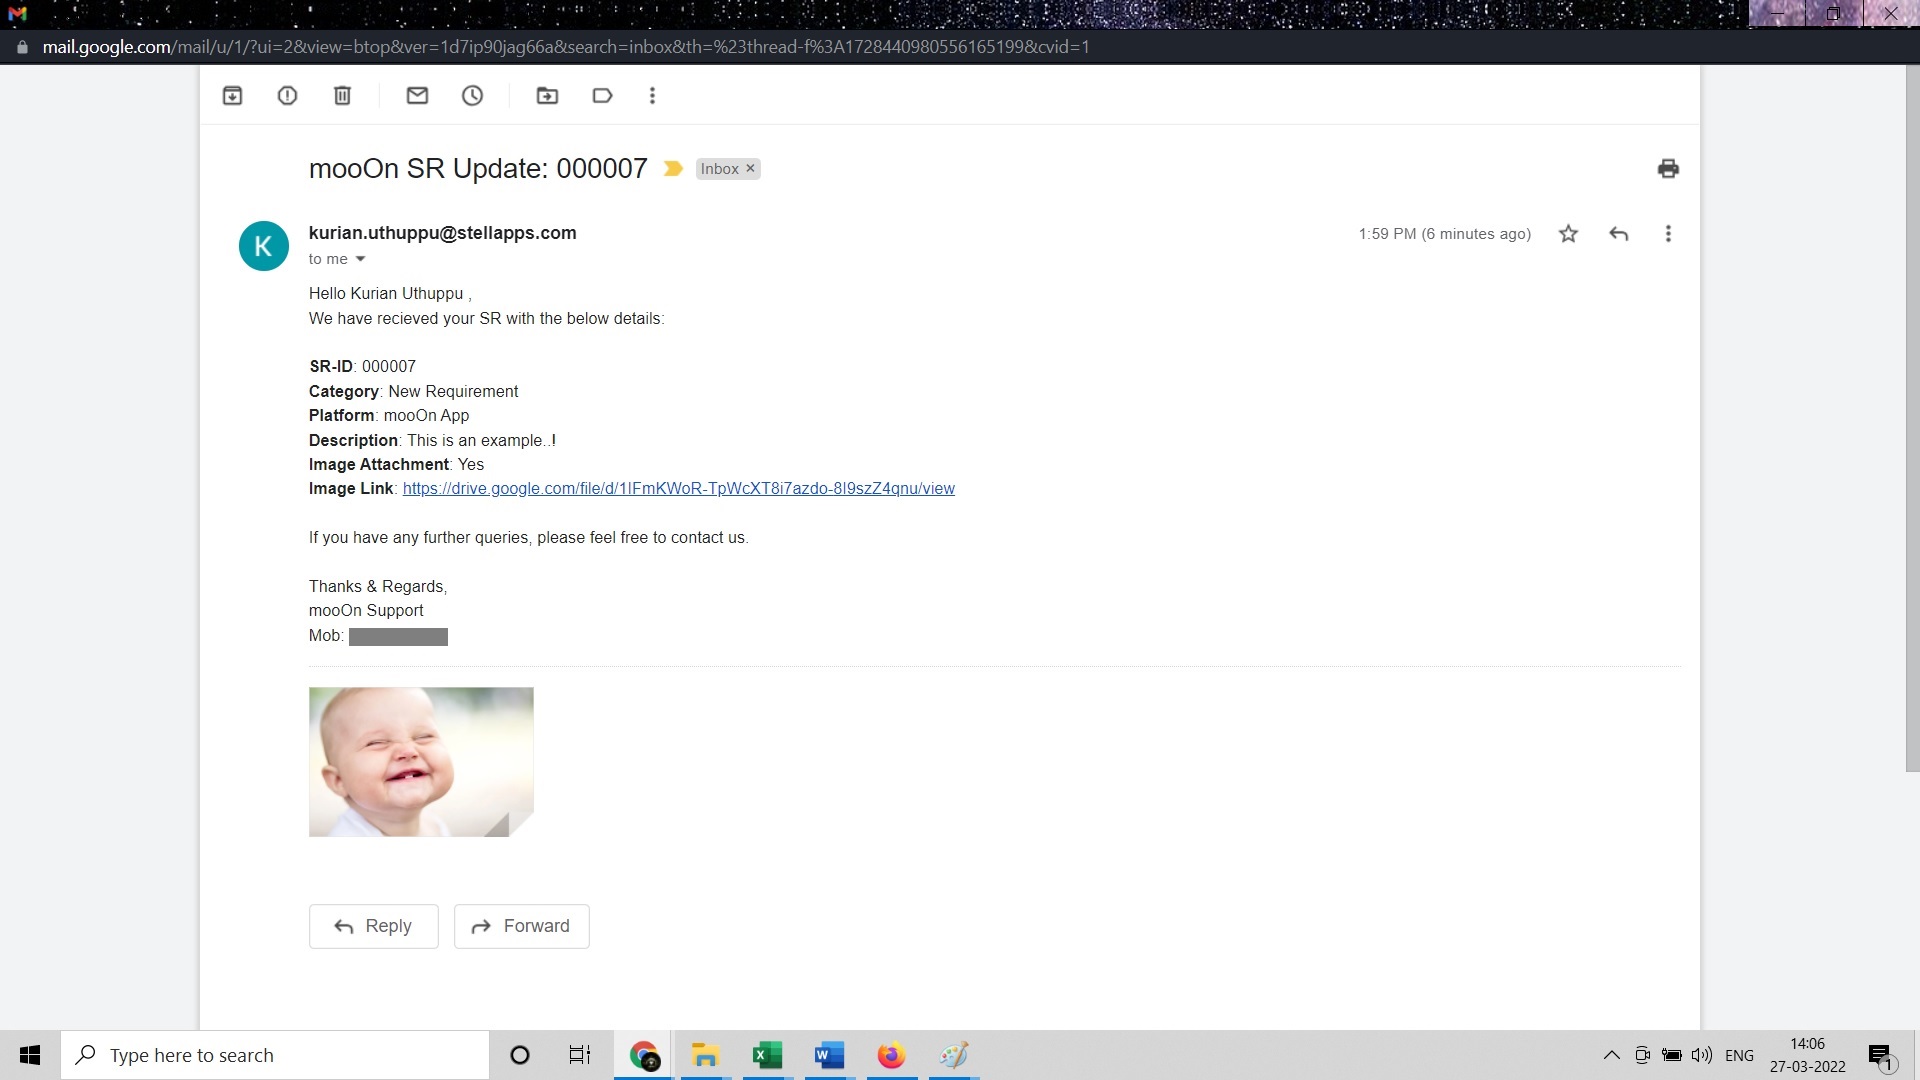 mail.google.com/mail/u/1/?ui=2&view=btop&ver=1d7ip90jag66a&search=inbox&th=%23thread-f%3A1728440980556165199&cvid=1
mooOn SR Update: 000007 Inbox ×
K
kurian.uthuppu@stellapps.com 1:59 PM (6 minutes ago)
to me
Hello Kurian Uthuppu ,
We have recieved your SR with the below details:
SR-ID: 000007
Category: New Requirement
Platform: mooOn App
Description: This is an example..!
Image Attachment: Yes
Image Link: https://drive.google.com/file/d/1lFmKWoR-TpWcXT8i7azdo-8I9szZ4qnu/view
If you have any further queries, please feel free to contact us.
Thanks & Regards,
mooOn Support
Mob:
Reply Forward
Type here to search
ENG
14:06
27-03-2022
1